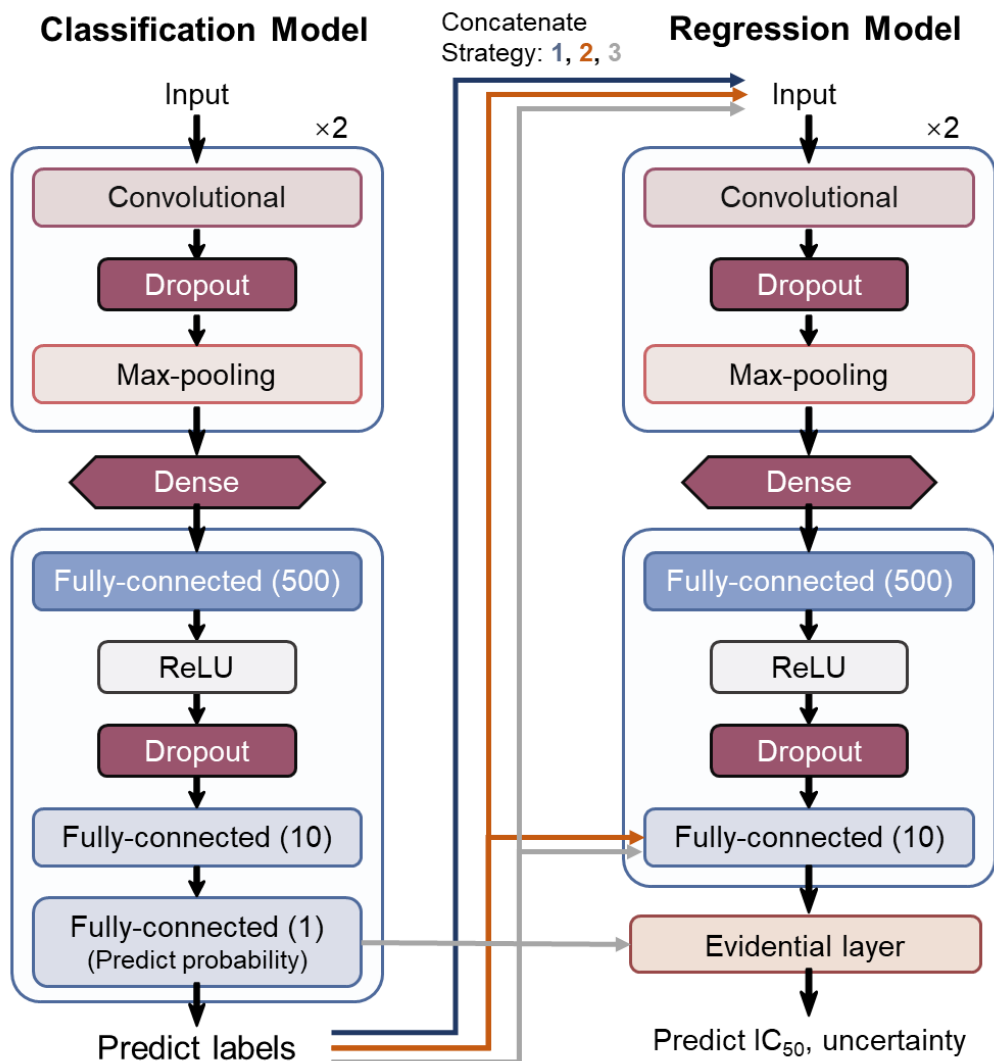 Classification Model
Input
×2
Convolutional
Dropout
Max-pooling
Dense
Fully-connected (500)
ReLU
Dropout
Fully-connected (10)
Fully-connected (1)
(Predict probability)
Predict labels
Concatenate
Strategy: 1, 2, 3
Regression Model
Input
×2
Convolutional
Dropout
Max-pooling
Dense
Fully-connected (500)
ReLU
Dropout
Fully-connected (10)
Evidential layer
Predict IC₅₀, uncertainty